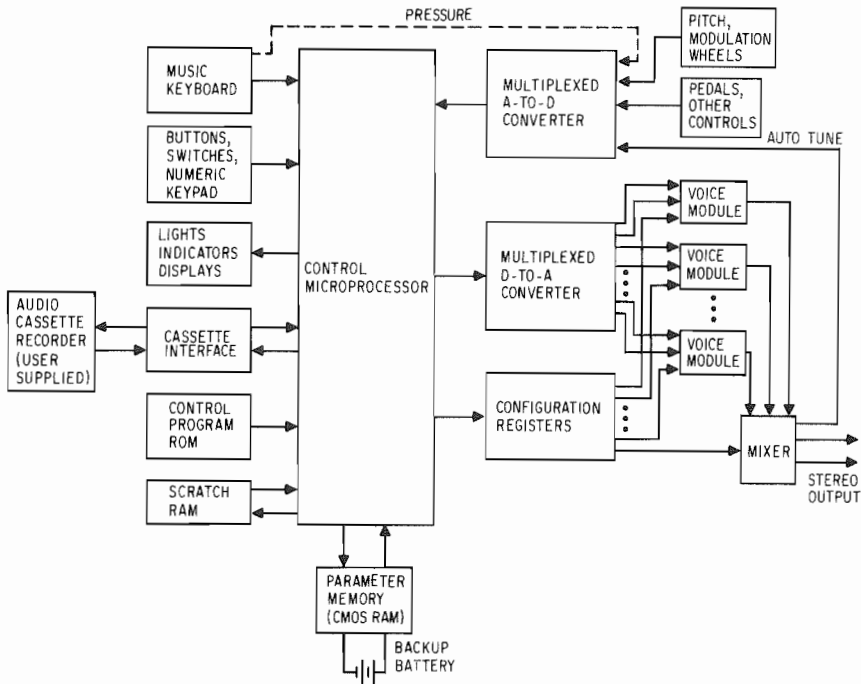 PRESSURE
MUSIC
KEYBOARD
BUTTONS,
SWITCHES,
NUMERIC
KEYPAD
LIGHTS
INDICATORS
DISPLAYS
AUDIO
CASSETTE
RECORDER
(USER
SUPPLIED)
CASSETTE
INTERFACE
CONTROL
PROGRAM
ROM
SCRATCH
RAM
CONTROL
MICROPROCESSOR
PARAMETER
MEMORY
(CMOS RAM)
BACKUP
BATTERY
MULTIPLEXED
A-TO-D
CONVERTER
PITCH,
MODULATION
WHEELS
PEDALS,
OTHER
CONTROLS
AUTO TUNE
MULTIPLEXED
D-TO-A
CONVERTER
VOICE
MODULE
VOICE
MODULE
VOICE
MODULE
CONFIGURATION
REGISTERS
MIXER
STEREO
OUTPUT